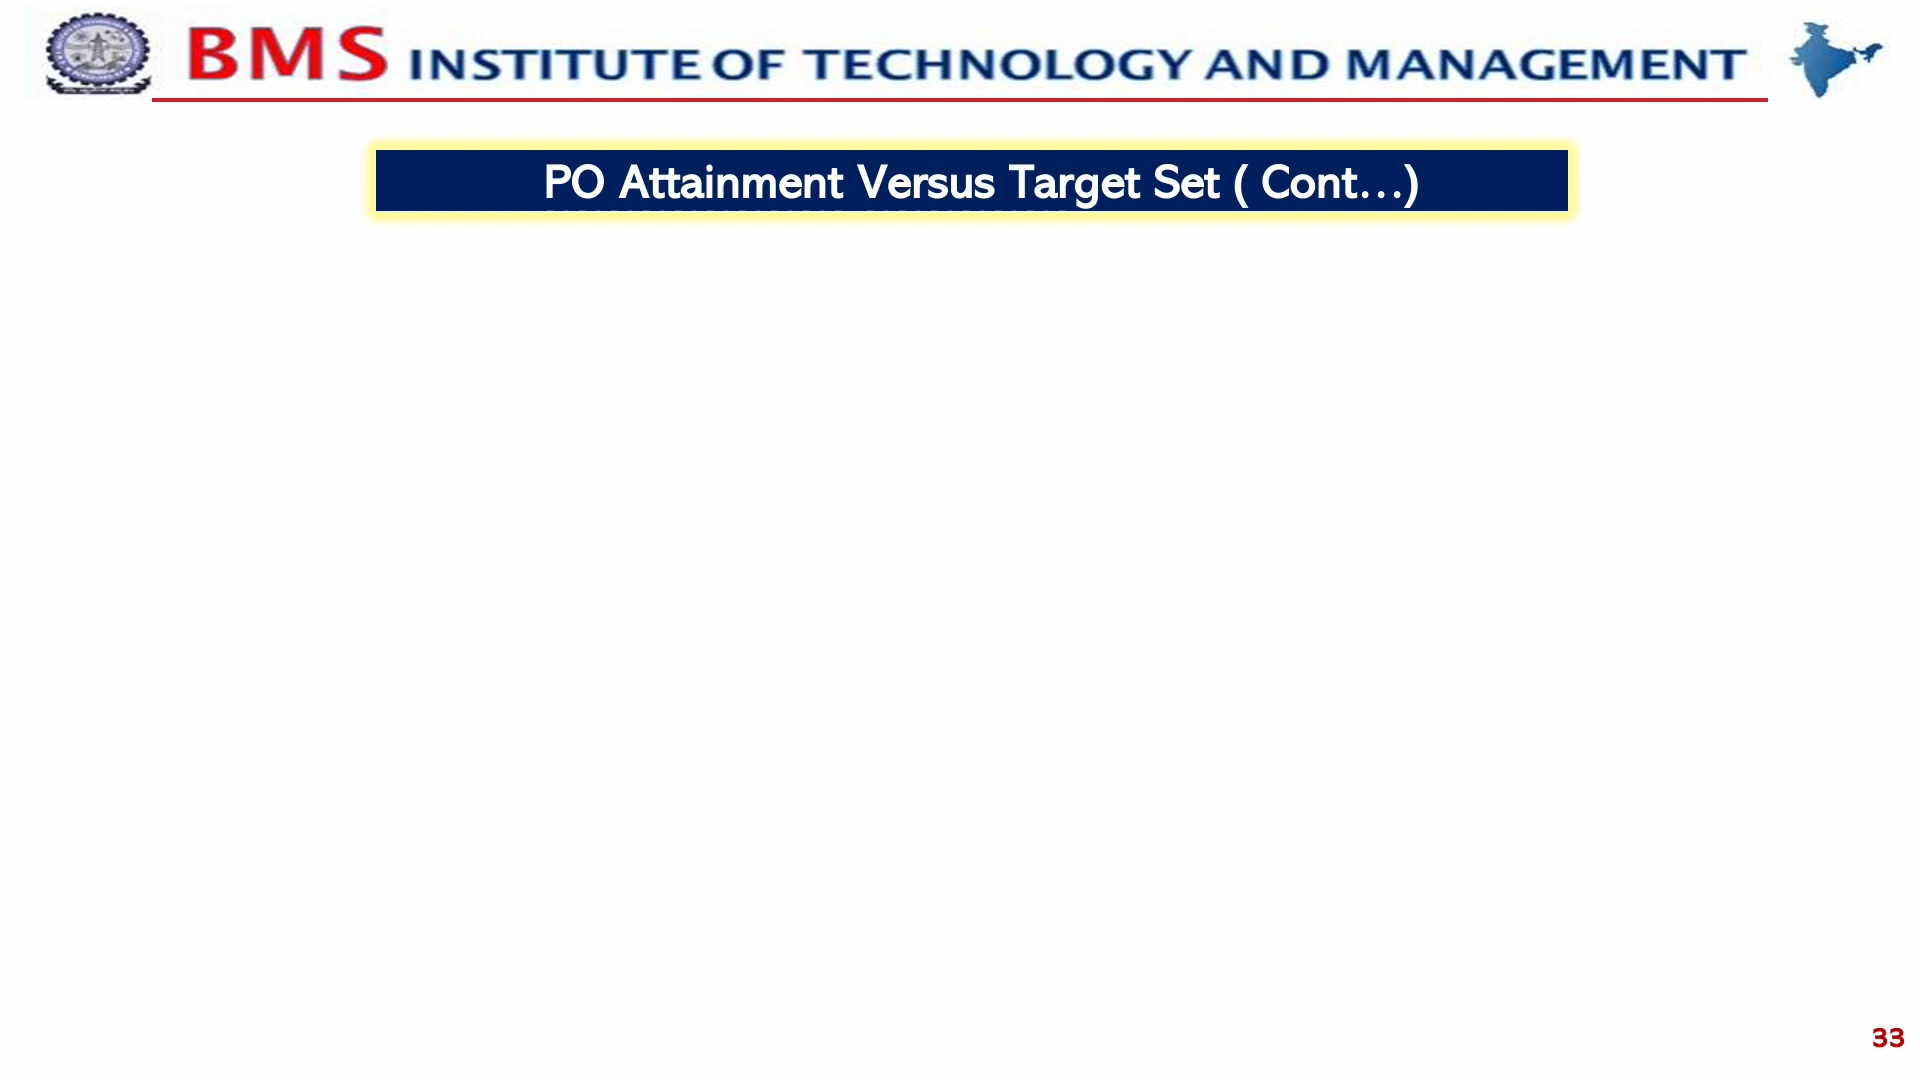 BMS INSTITUTE OF TECHNOLOGY AND MANAGEMENT
PO Attainment Versus Target Set ( Cont...)
33